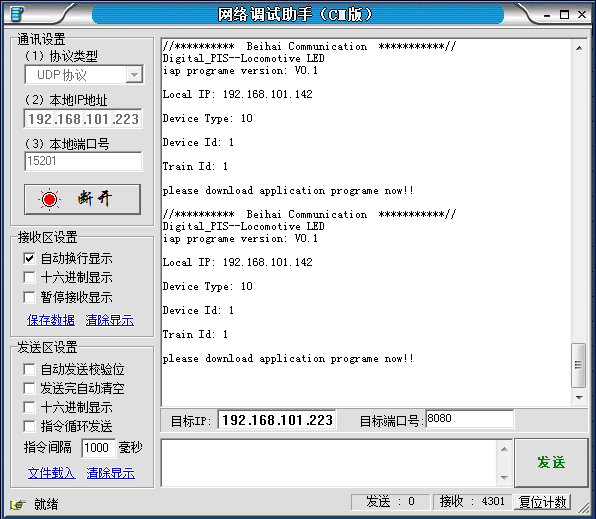 网络调试助手（C■版）
通讯设置
（1）协议类型
UDP协议
（2）本地IP地址
192.168.101.223
（3）本地端口号
15201
断开
接收区设置
自动换行显示
十六进制显示
暂停接收显示
保存数据 清除显示
发送区设置
自动发送校验位
发送完自动清空
十六进制显示
指令循环发送
指令间隔 1000 毫秒
文件载入 清除显示
//********** Beihai Communication ***********//
Digital_PIS--Locomotive LED
iap programe version: V0.1
Local IP: 192.168.101.142
Device Type: 10
Device Id: 1
Train Id: 1
please download application programe now!!
//********** Beihai Communication ***********//
Digital_PIS--Locomotive LED
iap programe version: V0.1
Local IP: 192.168.101.142
Device Type: 10
Device Id: 1
Train Id: 1
please download application programe now!!
目标IP: 192.168.101.223 目标端口号: 8080
发送
就绪
发送 : 0 接收 : 4301 复位计数